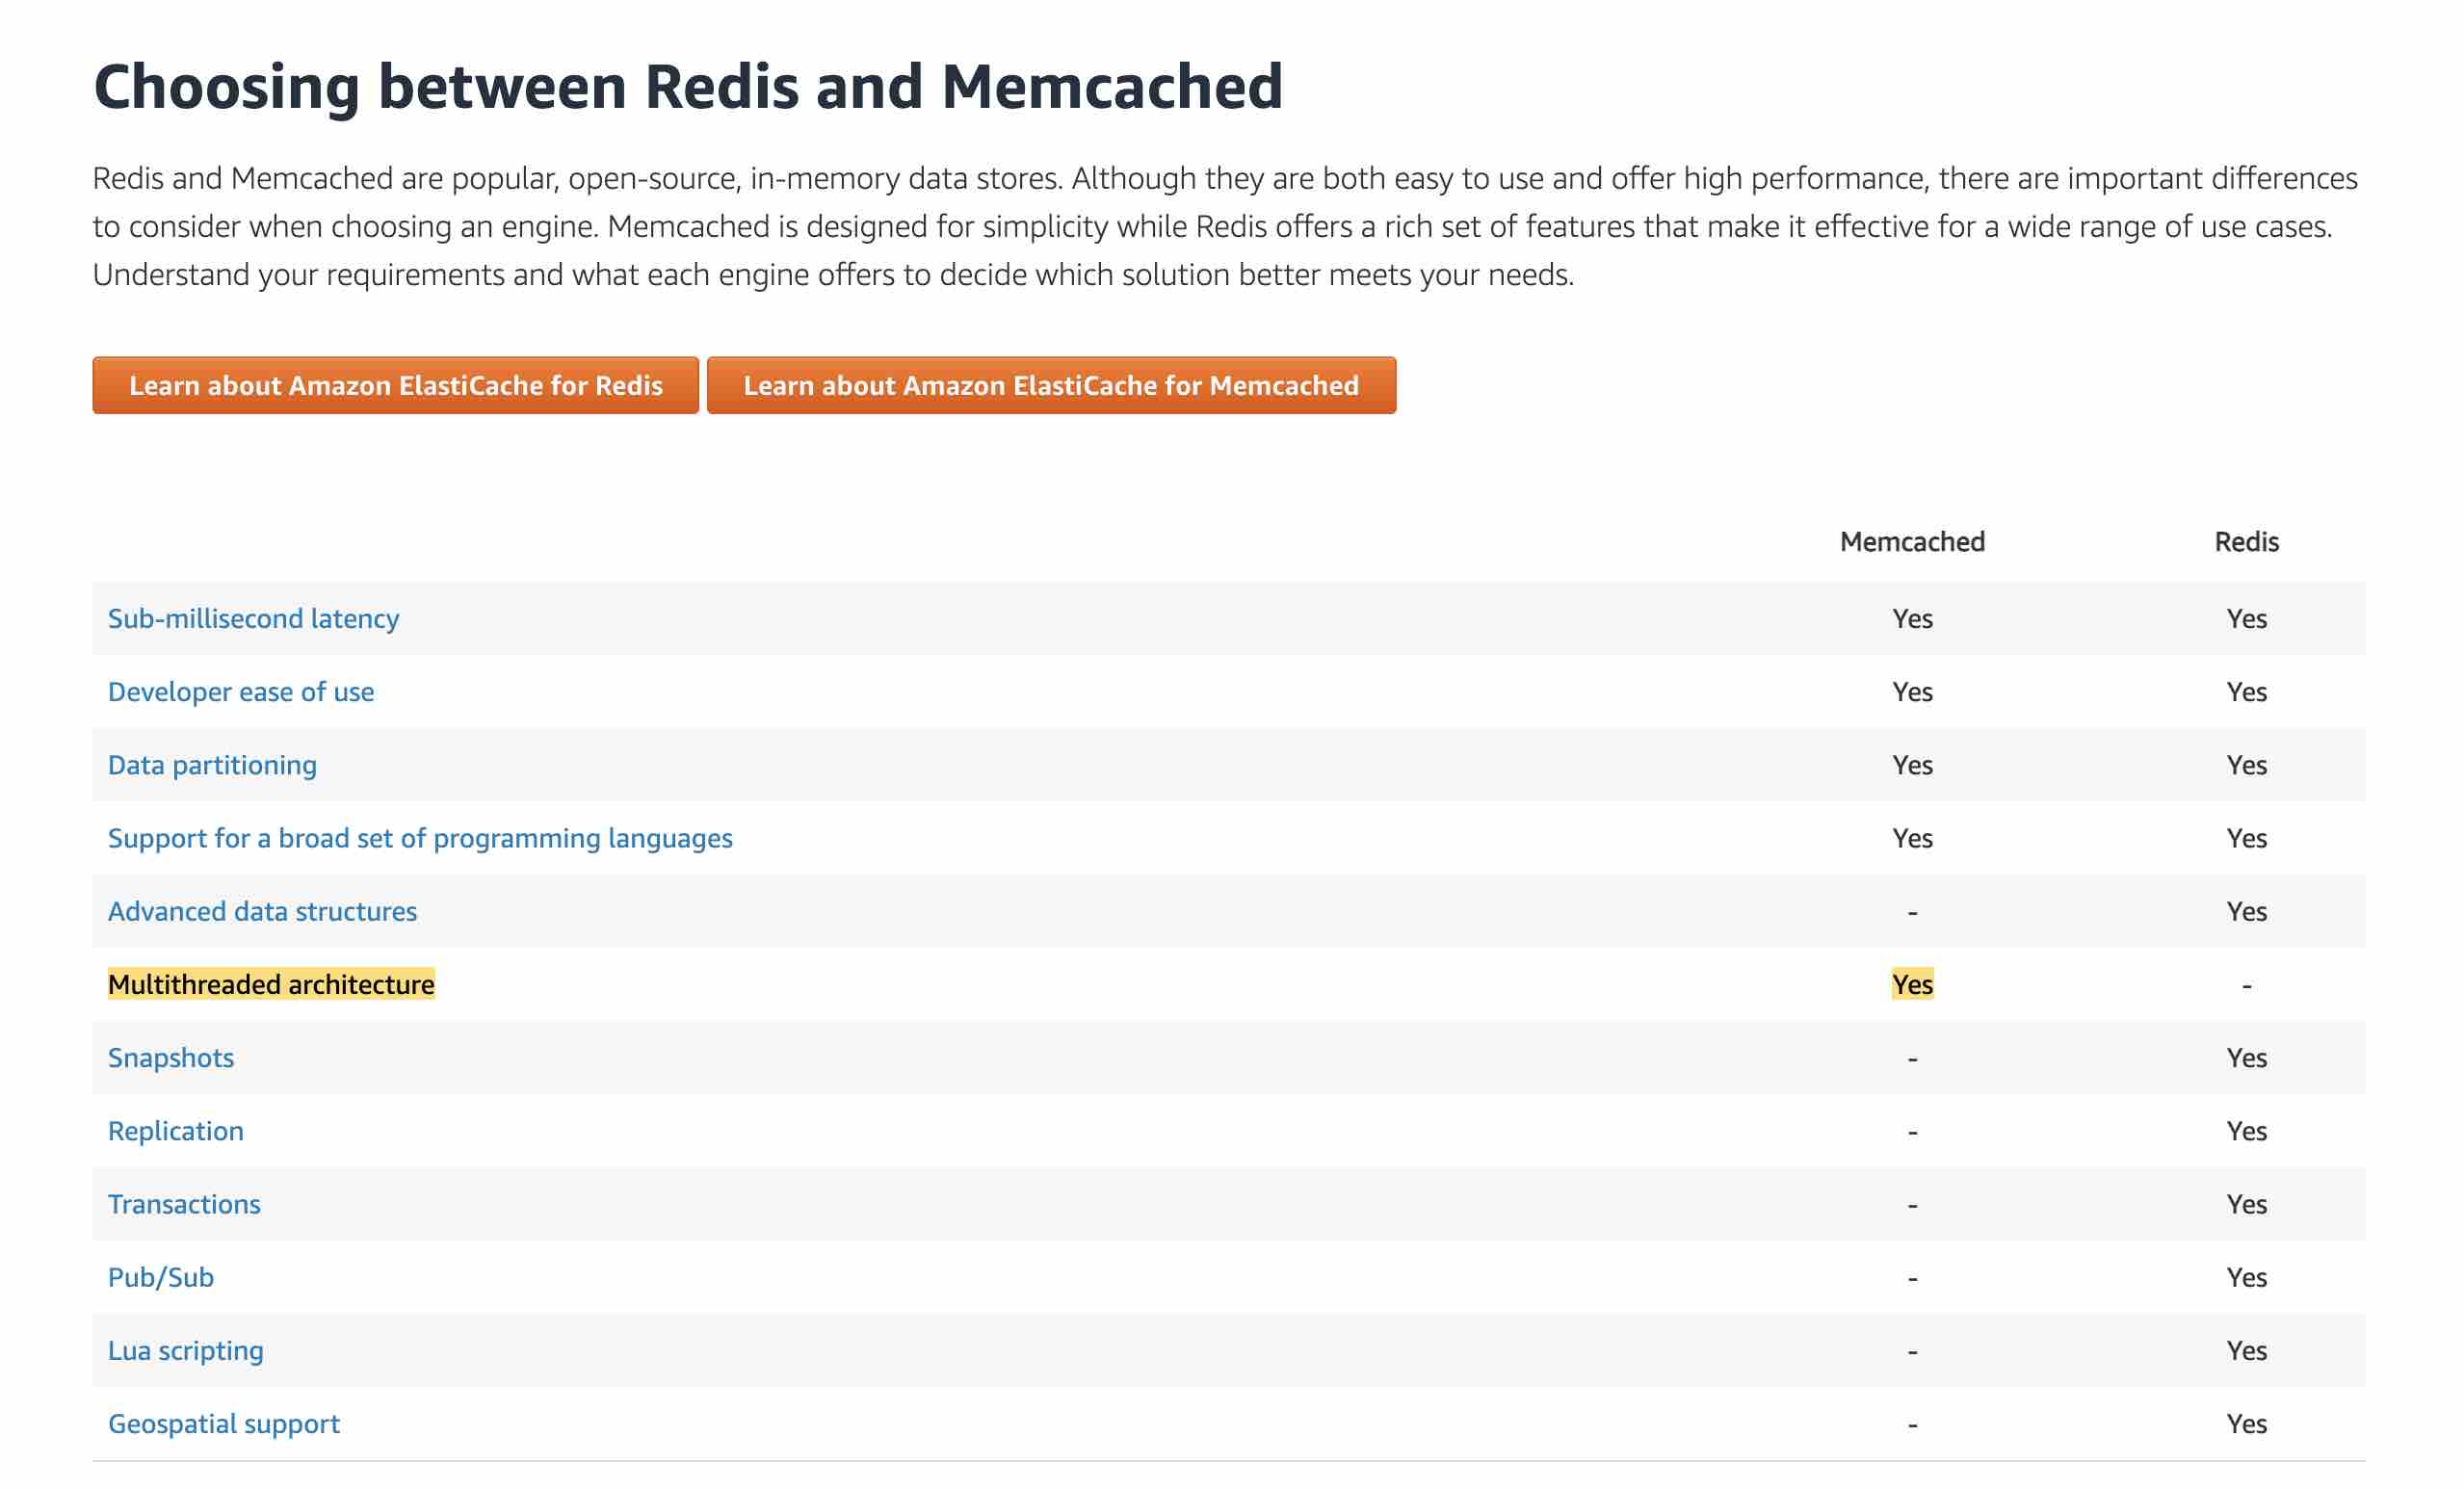 Choosing between Redis and Memcached
Redis and Memcached are popular, open-source, in-memory data stores. Although they are both easy to use and offer high performance, there are important differences
to consider when choosing an engine. Memcached is designed for simplicity while Redis offers a rich set of features that make it effective for a wide range of use cases.
Understand your requirements and what each engine offers to decide which solution better meets your needs.
Learn about Amazon ElastiCache for Redis Learn about Amazon ElastiCache for Memcached
Memcached Redis
Sub-millisecond latency Yes Yes
Developer ease of use Yes Yes
Data partitioning Yes Yes
Support for a broad set of programming languages Yes Yes
Advanced data structures - Yes
Multithreaded architecture Yes -
Snapshots - Yes
Replication - Yes
Transactions - Yes
Pub/Sub - Yes
Lua scripting - Yes
Geospatial support - Yes